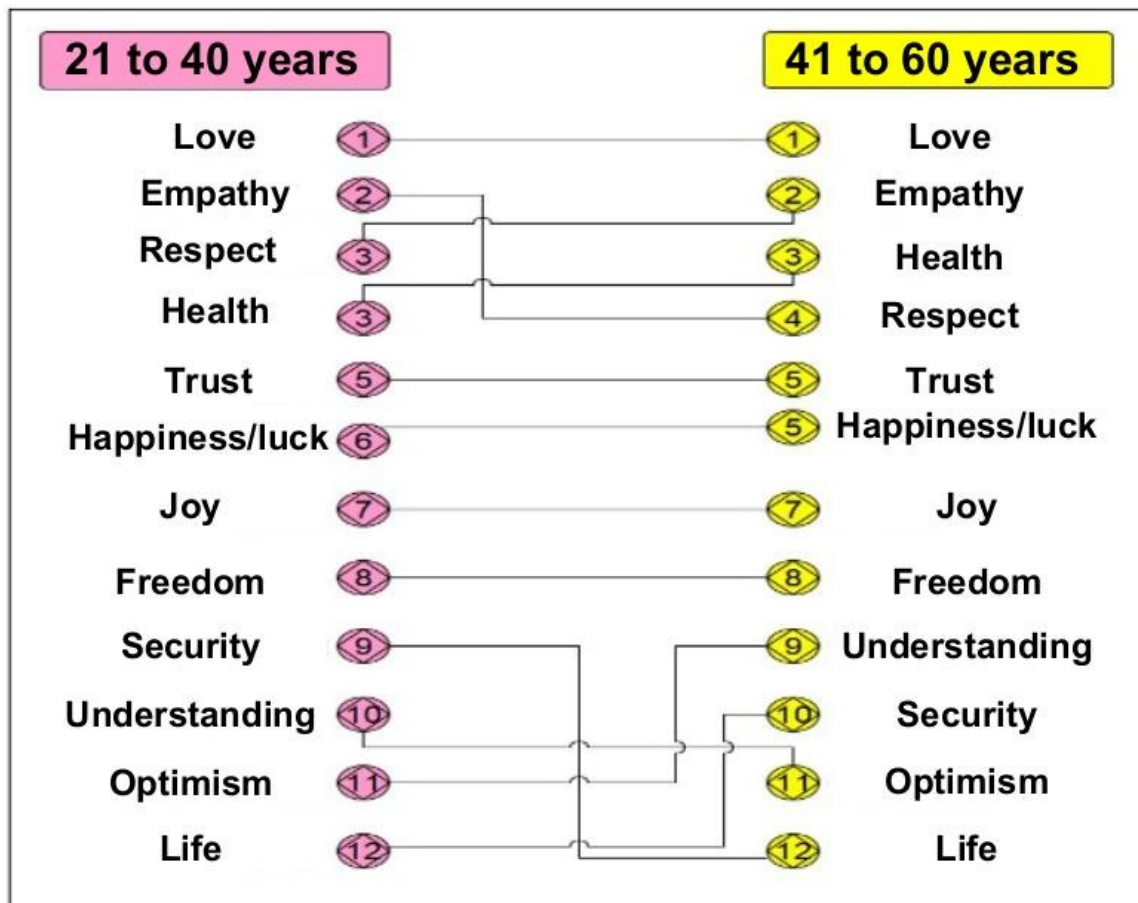 21 to 40 years 41 to 60 years
Love 1 1 Love
Empathy 2 2 Empathy
Respect 3 3 Health
Health 3 4 Respect
Trust 5 5 Trust
Happiness/luck 6 5 Happiness/luck
Joy 7 7 Joy
Freedom 8 8 Freedom
Security 9 9 Understanding
Understanding 10 10 Security
Optimism 11 11 Optimism
Life 12 12 Life